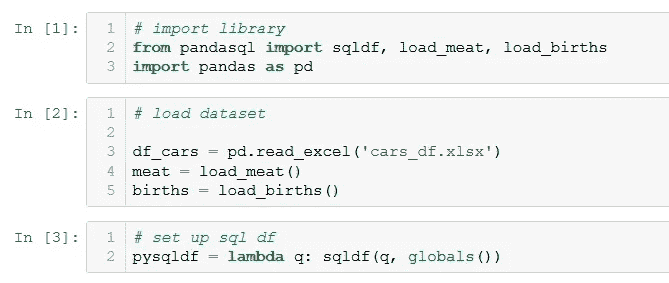 In [1]:
1 # import library
2 from pandasql import sqldf, load_meat, load_births
3 import pandas as pd
In [2]:
1 # load dataset
2
3 df_cars = pd.read_excel('cars_df.xlsx')
4 meat = load_meat()
5 births = load_births()
In [3]:
1 # set up sql df
2 pysqldf = lambda q: sqldf(q, globals())